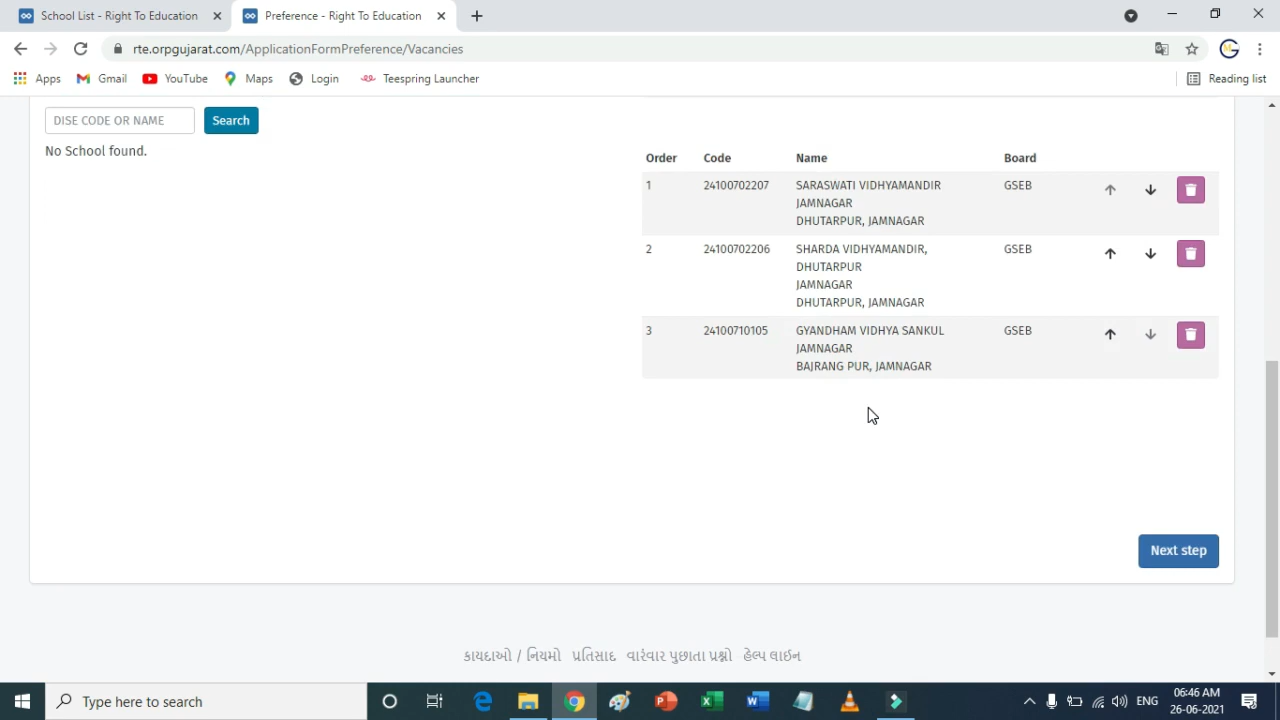 School List - Right To Education
Preference - Right To Education
rte.orpgujarat.com/ApplicationFormPreference/Vacancies
Apps Gmail YouTube Maps Login Teespring Launcher Reading list
DISE CODE OR NAME Search
No School found.
Order Code Name Board
1 24100702207 SARASWATI VIDHYAMANDIR GSEB
JAMNAGAR
DHUTARPUR, JAMNAGAR
2 24100702206 SHARDA VIDHYAMANDIR, GSEB
DHUTARPUR
JAMNAGAR
DHUTARPUR, JAMNAGAR
3 24100710105 GYANDHAM VIDHYA SANKUL GSEB
JAMNAGAR
BAJRANG PUR, JAMNAGAR
Next step
કાયદાઓ / નિયમો પ્રતિસાદ વારંવાર પુછાતા પ્રશ્નો હેલ્પ લાઈન
Type here to search
ENG
06:46 AM
26-06-2021